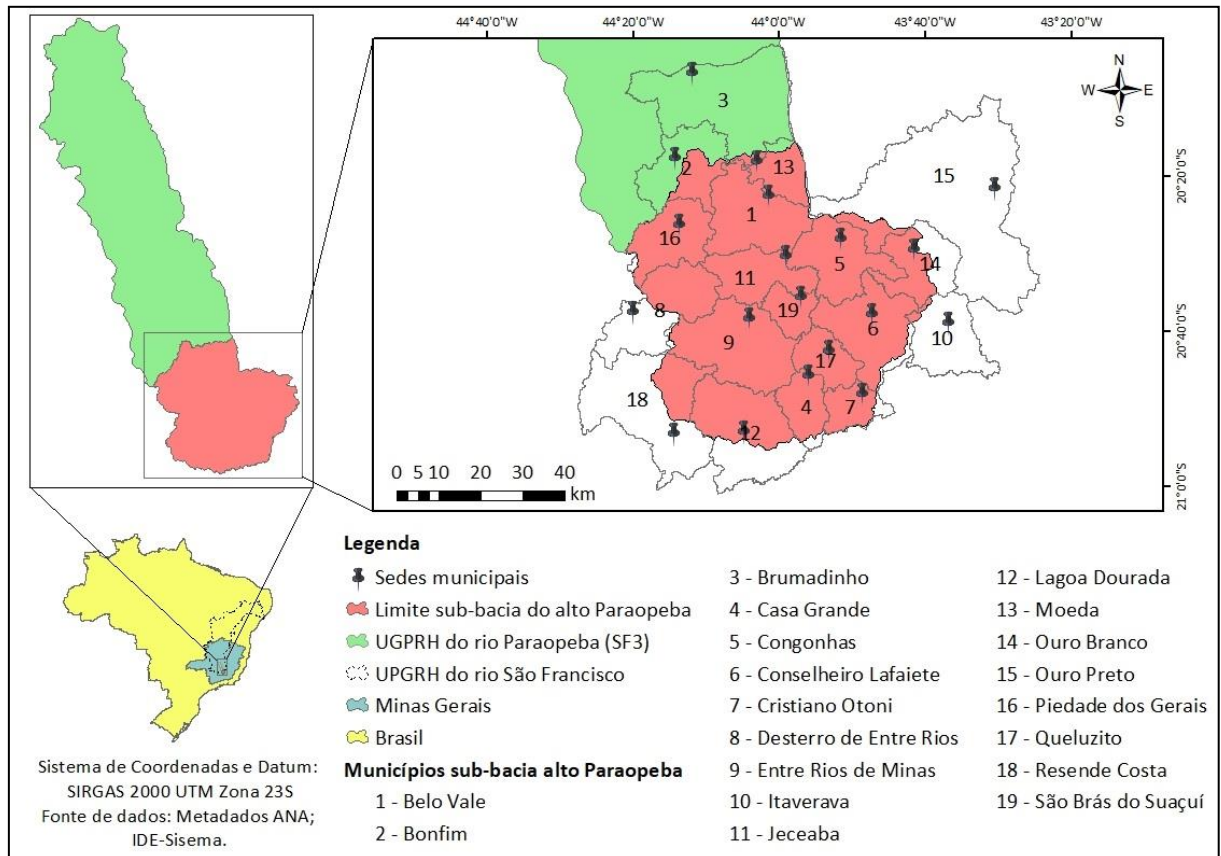 44°40'0"W 44°20'0"W 44°0'0"W 43°40'0"W 43°20'0"W
N
W E
S
3
15
20°20'0"S
2
13
1
16
5
14
11
8
19
6
10
20°40'0"S
9
17
18
4
7
12
21°0'0"S
0 5 10 20 30 40
km
Legenda
Sedes municipais
Limite sub-bacia do alto Paraopeba
UGPRH do rio Paraopeba (SF3)
UPGRH do rio São Francisco
Minas Gerais
Brasil
Municípios sub-bacia alto Paraopeba
1 - Belo Vale
2 - Bonfim
3 - Brumadinho
4 - Casa Grande
5 - Congonhas
6 - Conselheiro Lafaiete
7 - Cristiano Otoni
8 - Desterro de Entre Rios
9 - Entre Rios de Minas
10 - Itaverava
11 - Jeceaba
12 - Lagoa Dourada
13 - Moeda
14 - Ouro Branco
15 - Ouro Preto
16 - Piedade dos Gerais
17 - Queluzito
18 - Resende Costa
19 - São Brás do Suaçuí
Sistema de Coordenadas e Datum:
SIRGAS 2000 UTM Zona 23S
Fonte de dados: Metadados ANA;
IDE-Sisema.